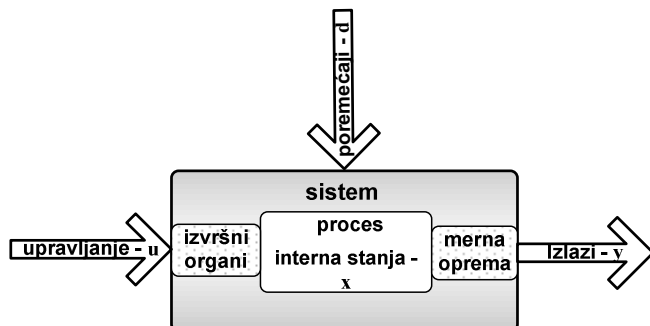 poremećaji - d
sistem
upravljanje - u
izvršni
organi
proces
interna stanja -
x
merna
oprema
Izlazi - y